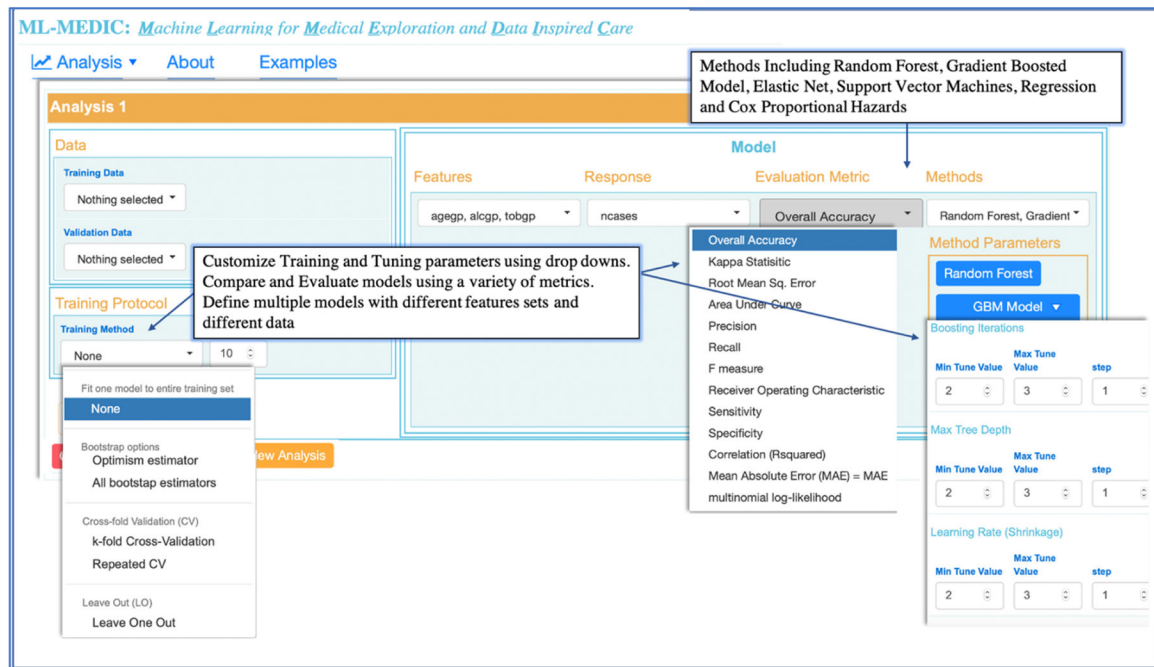 ML-MEDIC: Machine Learning for Medical Exploration and Data Inspired Care
Analysis
About
Examples
Methods Including Random Forest, Gradient Boosted
Model, Elastic Net, Support Vector Machines, Regression
and Cox Proportional Hazards
Analysis 1
Data
Training Data
Nothing selected
Validation Data
Nothing selected
Customize Training and Tuning parameters using drop downs.
Compare and Evaluate models using a variety of metrics.
Define multiple models with different features sets and
different data
Training Protocol
Training Method
None
10
Fit one model to entire training set
None
Bootstrap options
Optimism estimator
All bootstap estimators
Cross-fold Validation (CV)
k-fold Cross-Validation
Repeated CV
Leave Out (LO)
Leave One Out
Analysis
Model
Features
Response
Evaluation Metric
Methods
agegp, alcgp, tobgp
ncases
Overall Accuracy
Random Forest, Gradient
Overall Accuracy
Kappa Statisitic
Root Mean Sq. Error
Area Under Curve
Precision
Recall
F measure
Receiver Operating Characteristic
Sensitivity
Specificity
Correlation (Rsquared)
Mean Absolute Error (MAE) = MAE
multinomial log-likelihood
Method Parameters
Random Forest
GBM Model
Boosting Iterations
Min Tune Value
Max Tune
Value
step
2
3
1
Max Tree Depth
Min Tune Value
Max Tune
Value
step
2
3
1
Learning Rate (Shrinkage)
Min Tune Value
Max Tune
Value
step
2
3
1